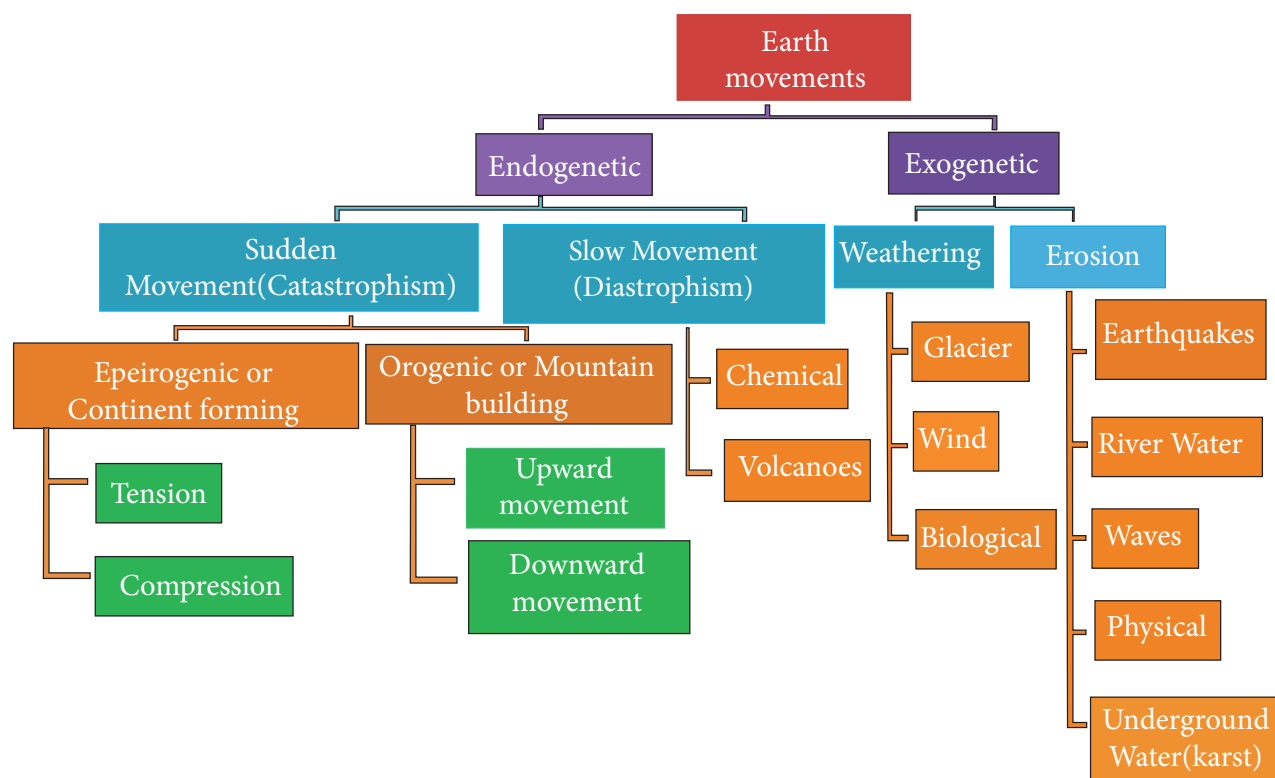 Earth
movements
Endogenetic
Exogenetic
Sudden
Movement(Catastrophism)
Slow Movement
(Diastrophism)
Weathering
Erosion
Epeirogenic or
Continent forming
Orogenic or Mountain
building
Chemical
Volcanoes
Glacier
Wind
Biological
Earthquakes
River Water
Waves
Physical
Underground
Water(karst)
Tension
Compression
Upward
movement
Downward
movement